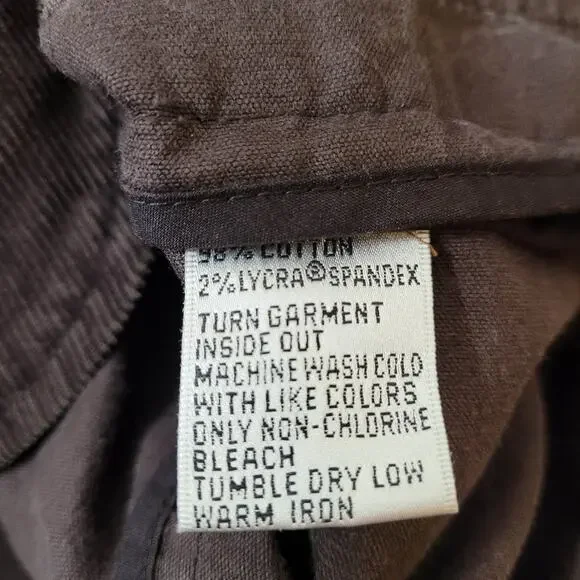 98% COTTON
2% LYCRA® SPANDEX
TURN GARMENT
INSIDE OUT
MACHINE WASH COLD
WITH LIKE COLORS
ONLY NON-CHLORINE
BLEACH
TUMBLE DRY LOW
WARM IRON